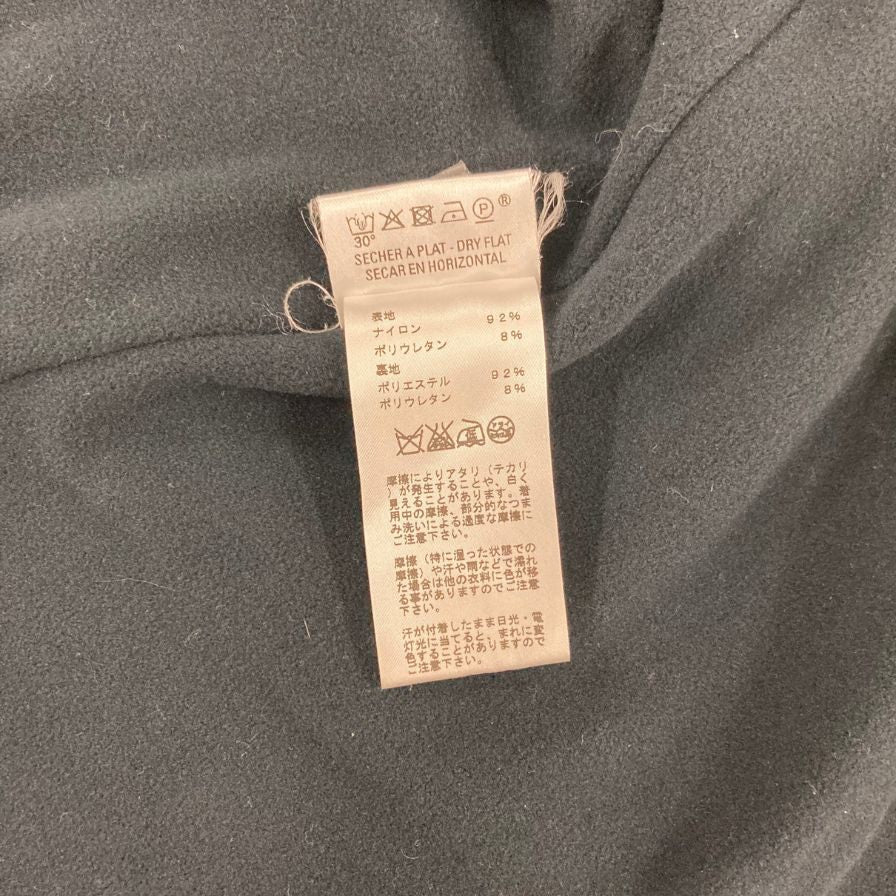 30°
P ®
SECHER A PLAT - DRY FLAT
SECAR EN HORIZONTAL
表地
ナイロン 92%
ポリウレタン 8%
裏地
ポリエステル 92%
ポリウレタン 8%
摩擦によりアタリ（テカリ
）が発生することや、白く
見えることがあります。着
用中の摩擦、部分的なつま
み洗いによる過度な摩擦に
ご注意下さい。
摩擦（特に湿った状態での
摩擦）や汗や雨などで濡れ
た場合は他の衣料に色が移
る事がありますのでご注意
下さい。
汗が付着したまま日光・電
灯光に当てると、まれに変
色することがありますので
ご注意下さい。